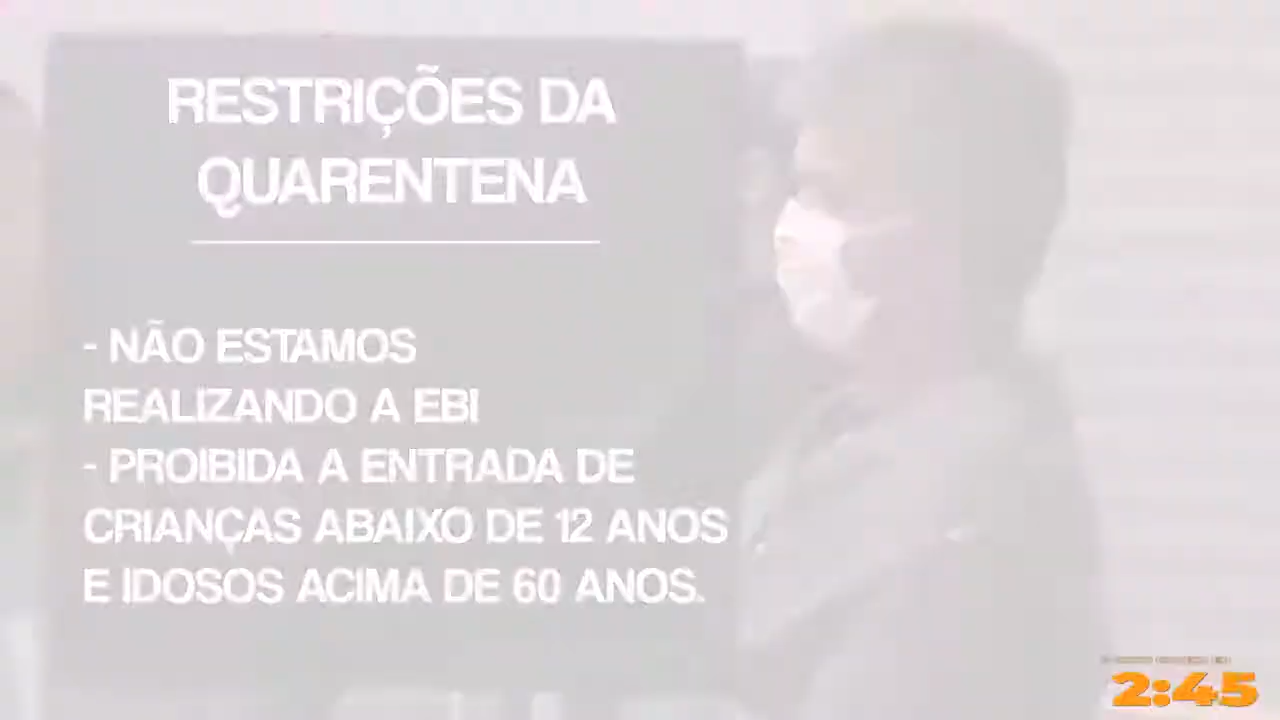 RESTRIÇÕES DA
QUARENTENA
- NÃO ESTAMOS
REALIZANDO A EBI
- PROIBIDA A ENTRADA DE
CRIANÇAS ABAIXO DE 12 ANOS
E IDOSOS ACIMA DE 60 ANOS.
2:45